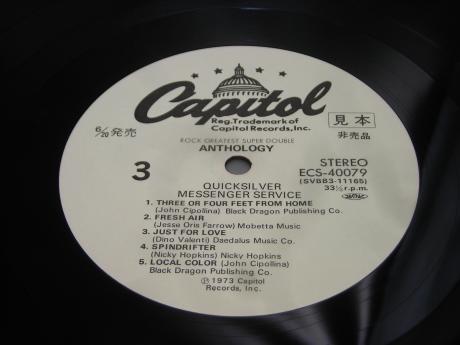 Capitol
Reg. Trademark of
Capitol Records, Inc.
6/20発売
見本
非売品
ROCK GREATEST SUPER DOUBLE
ANTHOLOGY
3
STEREO
ECS-40079
(SVBB3-11165)
33⅓ r.p.m.
QUICKSILVER
MESSENGER SERVICE
1. THREE OR FOUR FEET FROM HOME
(John Cipollina) Black Dragon Publishing Co.
2. FRESH AIR
(Jesse Oris Farrow) Mobetta Music
3. JUST FOR LOVE
(Dino Valenti) Daedalus Music Co.
4. SPINDRIFTER
(Nicky Hopkins) Nicky Hopkins
5. LOCAL COLOR (John Cipollina)
Black Dragon Publishing Co.
Ⓟ1973 Capitol
Records, Inc.